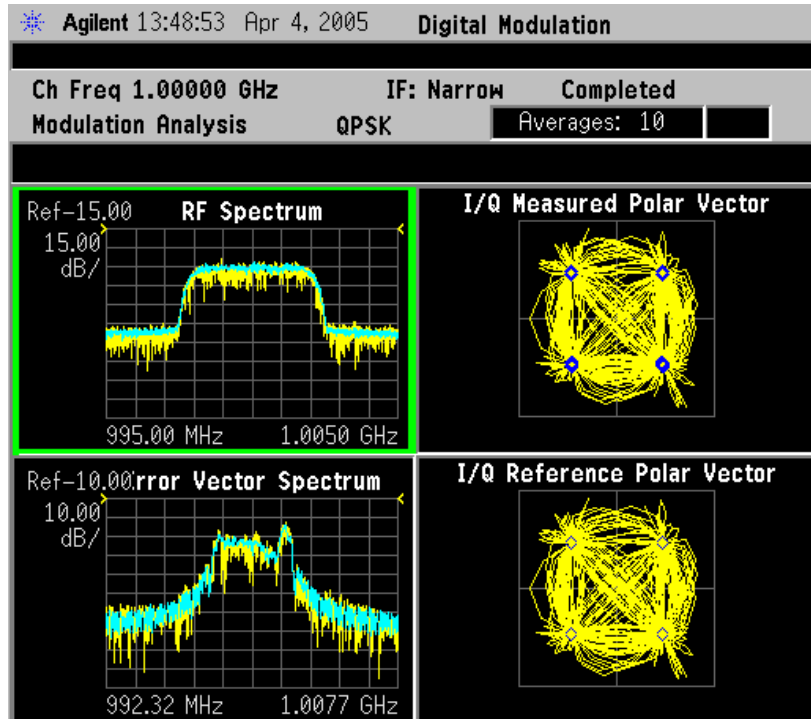 Agilent 13:48:53 Apr 4, 2005 Digital Modulation
Ch Freq 1.00000 GHz IF: Narrow Completed
Modulation Analysis QPSK Averages: 10
Ref-15.00 RF Spectrum
15.00
dB/
995.00 MHz 1.0050 GHz
I/Q Measured Polar Vector
Ref-10.00 rror Vector Spectrum
10.00
dB/
992.32 MHz 1.0077 GHz
I/Q Reference Polar Vector